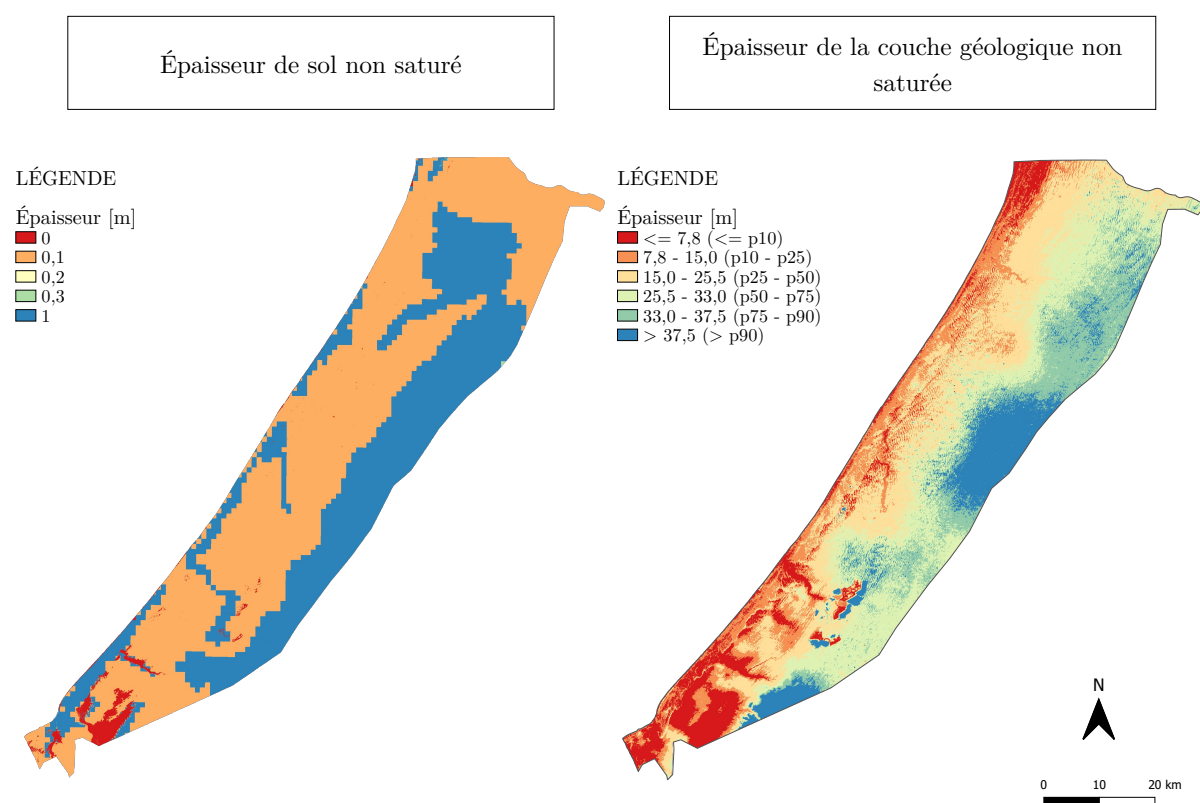 Épaisseur de sol non saturé
Épaisseur de la couche géologique non
saturée
LÉGENDE
Épaisseur [m]
0
0,1
0,2
0,3
1
LÉGENDE
Épaisseur [m]
<= 7,8 (<= p10)
7,8 - 15,0 (p10 - p25)
15,0 - 25,5 (p25 - p50)
25,5 - 33,0 (p50 - p75)
33,0 - 37,5 (p75 - p90)
> 37,5 (> p90)
N
0 10 20 km